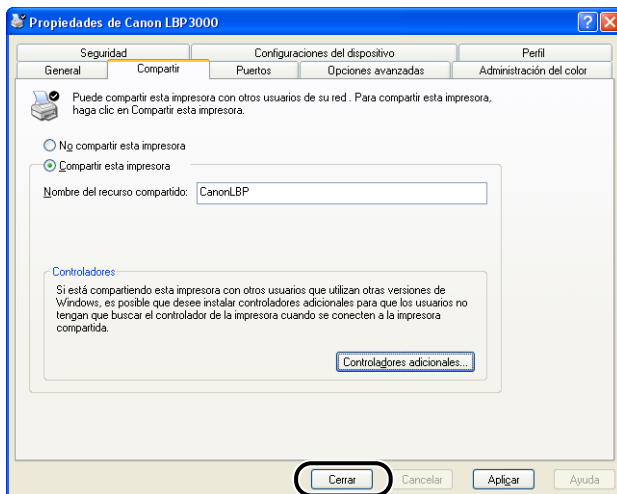 Propiedades de Canon LBP3000
Seguridad Configuraciones del dispositivo Perfil
General Compartir Puertos Opciones avanzadas Administración del color
Puede compartir esta impresora con otros usuarios de su red . Para compartir esta impresora,
haga clic en Compartir esta impresora.
No compartir esta impresora
Compartir esta impresora
Nombre del recurso compartido: CanonLBP
Controladores
Si está compartiendo esta impresora con otros usuarios que utilizan otras versiones de
Windows, es posible que desee instalar controladores adicionales para que los usuarios no
tengan que buscar el controlador de la impresora cuando se conecten a la impresora
compartida.
Controladores adicionales...
Cerrar Cancelar Aplicar Ayuda